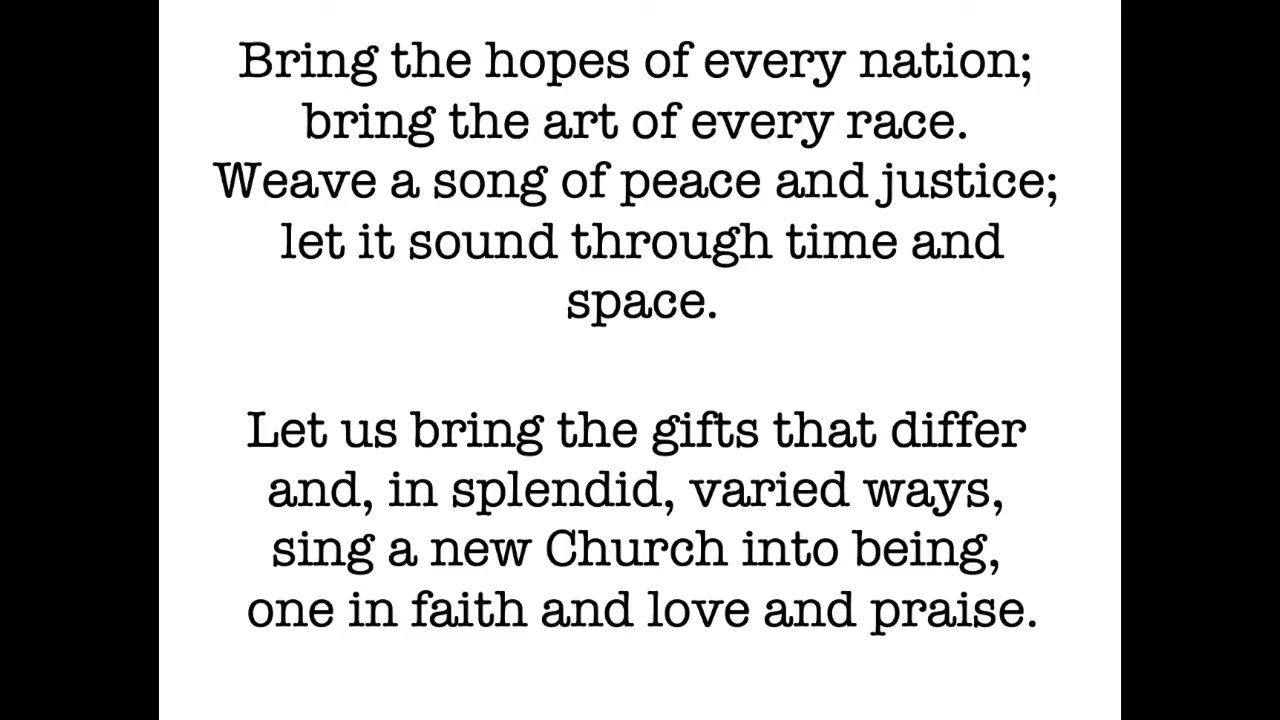 Bring the hopes of every nation;
bring the art of every race.
Weave a song of peace and justice;
let it sound through time and
space.
Let us bring the gifts that differ
and, in splendid, varied ways,
sing a new Church into being,
one in faith and love and praise.